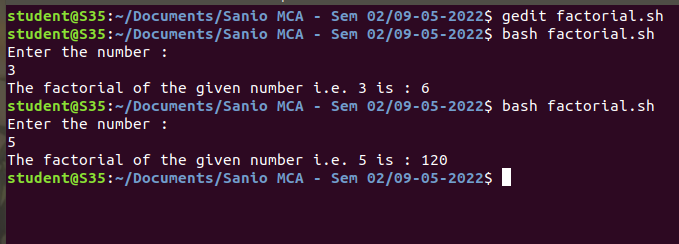 student@S35:~/Documents/Sanio MCA - Sem 02/09-05-2022$ gedit factorial.sh
student@S35:~/Documents/Sanio MCA - Sem 02/09-05-2022$ bash factorial.sh
Enter the number :
3
The factorial of the given number i.e. 3 is : 6
student@S35:~/Documents/Sanio MCA - Sem 02/09-05-2022$ bash factorial.sh
Enter the number :
5
The factorial of the given number i.e. 5 is : 120
student@S35:~/Documents/Sanio MCA - Sem 02/09-05-2022$